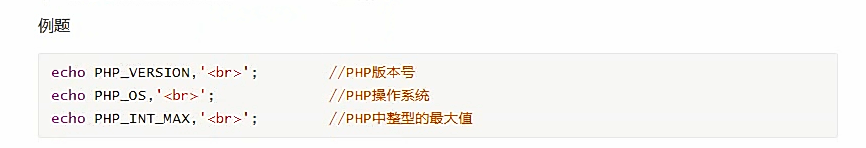 例题
echo PHP_VERSION,'<br>';        //PHP版本号
echo PHP_OS,'<br>';             //PHP操作系统
echo PHP_INT_MAX,'<br>';        //PHP中整型的最大值